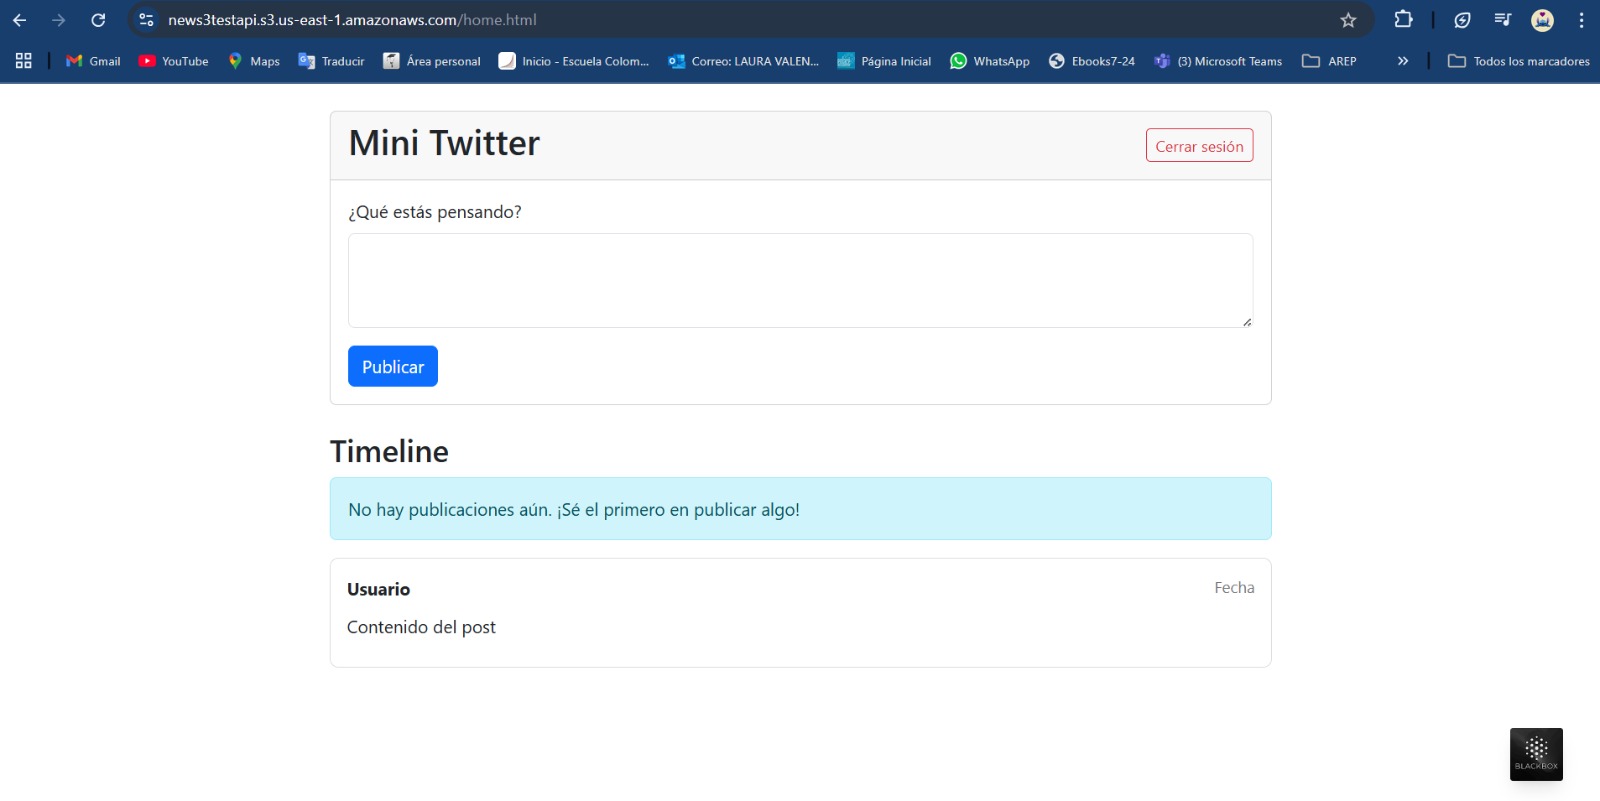 news3testapi.s3.us-east-1.amazonaws.com/home.html
Gmail YouTube Maps Traducir Área personal Inicio - Escuela Colom... Correo: LAURA VALEN... Página Inicial WhatsApp Ebooks7-24 (3) Microsoft Teams AREP » Todos los marcadores
Mini Twitter
Cerrar sesión
¿Qué estás pensando?
Publicar
Timeline
No hay publicaciones aún. ¡Sé el primero en publicar algo!
Usuario Fecha
Contenido del post
BLACKBOX